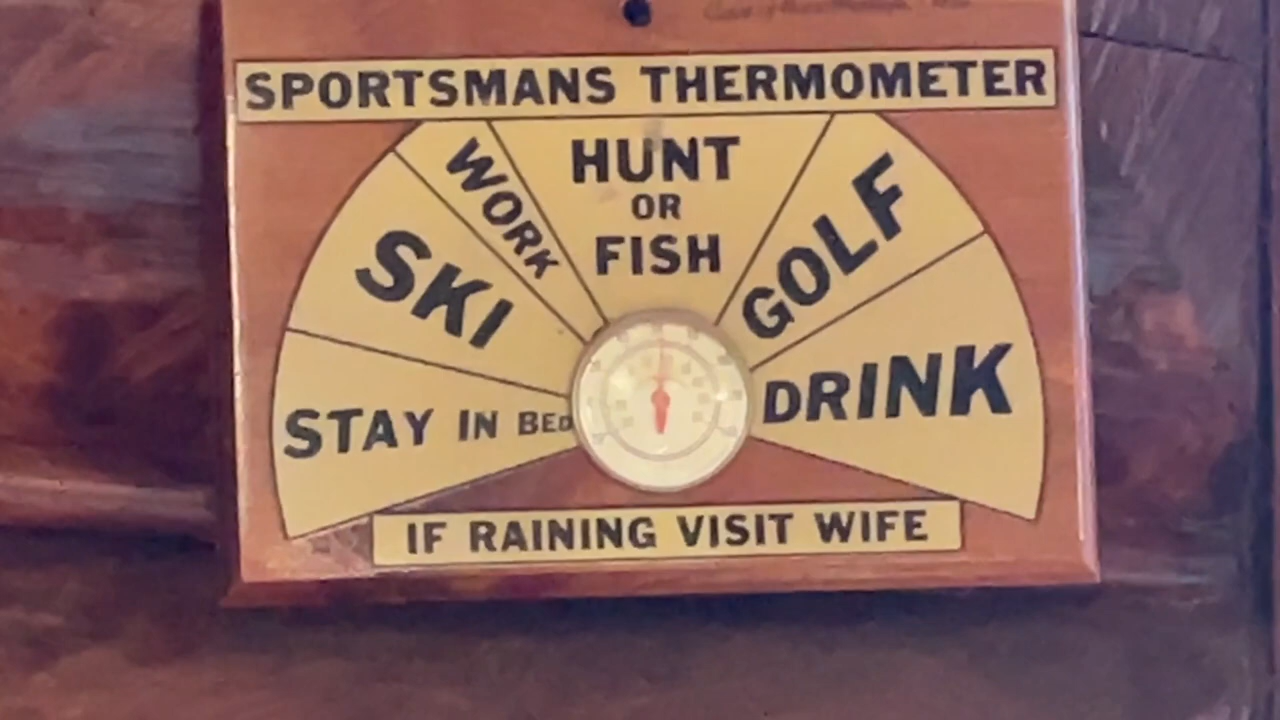 SPORTSMANS THERMOMETER
STAY IN BED
SKI
WORK
HUNT
OR
FISH
GOLF
DRINK
IF RAINING VISIT WIFE